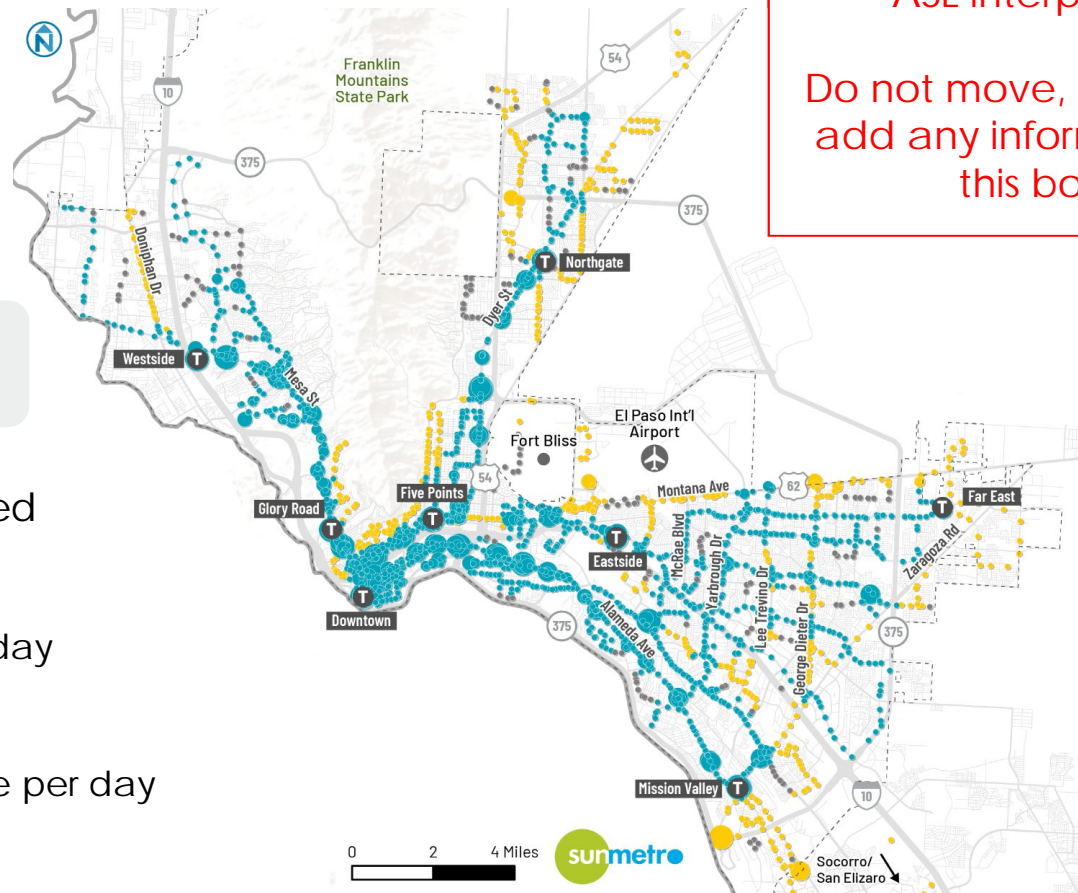 ASL
Do not move,
add any
this
N
54
Franklin
Mountains
State Park
10
375
375
Doniphan Dr
T
Northgate
Dyer St
Westside
T
Mesa St
El Paso Int'l
Airport
Fort Bliss
ed
54
Five Points
T
Montana Ave
62
Far East
T
Glory Road
T
McRae Blvd
Eastside
T
Zaragoza Rd
Yarbrough Dr
Lee Trevino Dr
T
Downtown
George Dieter Dr
375
Alameda Ave
375
day
e per day
Mission Valley
T
10
0 2 4 Miles
sunmetro
Socorro/
San Elizaro